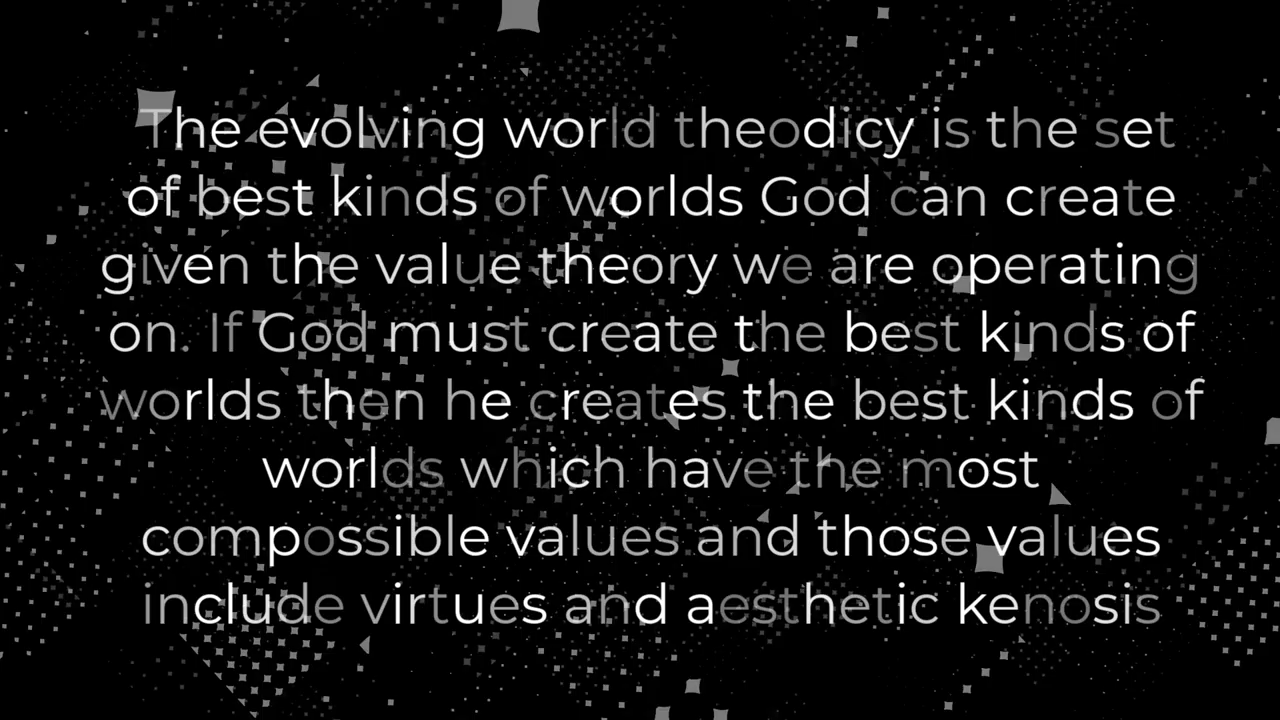 The evolving world theodicy is the set
of best kinds of worlds God can create
given the value theory we are operating
on. If God must create the best kinds of
worlds then he creates the best kinds of
worlds which have the most
compossible values and those values
include virtues and aesthetic kenosis